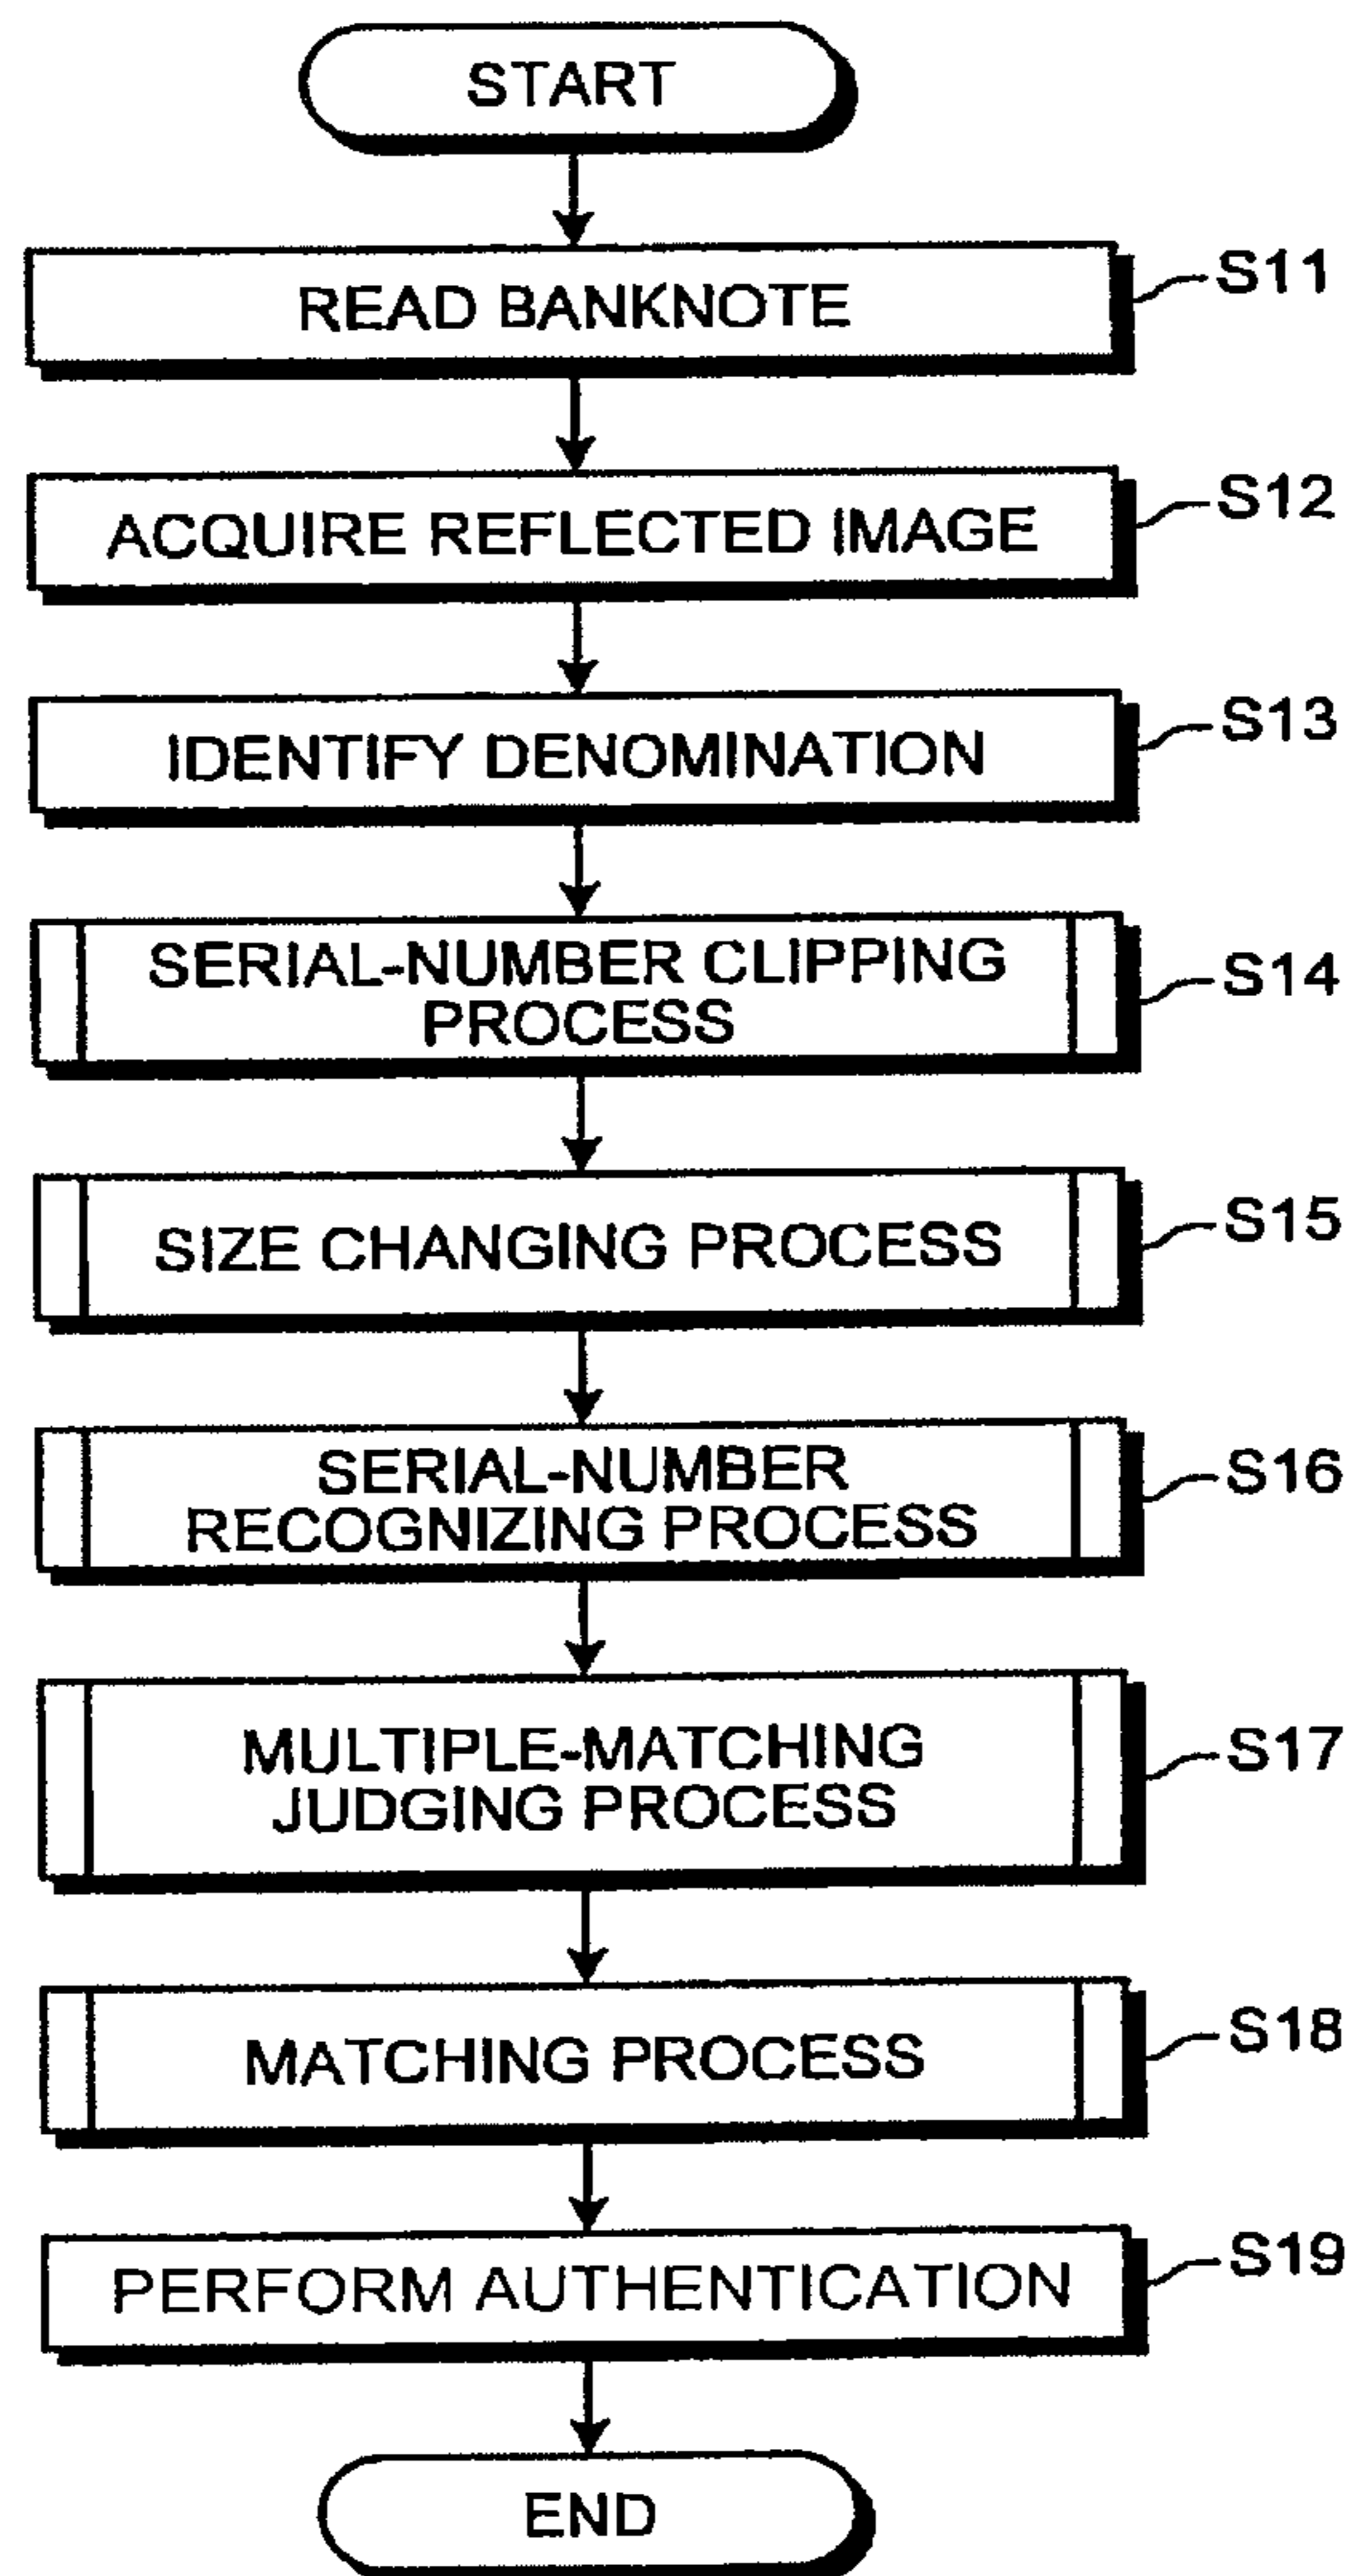 START
READ BANKNOTE
S11
ACQUIRE REFLECTED IMAGE
S12
IDENTIFY DENOMINATION
S13
SERIAL-NUMBER CLIPPING
PROCESS
S14
SIZE CHANGING PROCESS
S15
SERIAL-NUMBER
RECOGNIZING PROCESS
S16
MULTIPLE-MATCHING
JUDGING PROCESS
S17
MATCHING PROCESS
S18
PERFORM AUTHENTICATION
S19
END